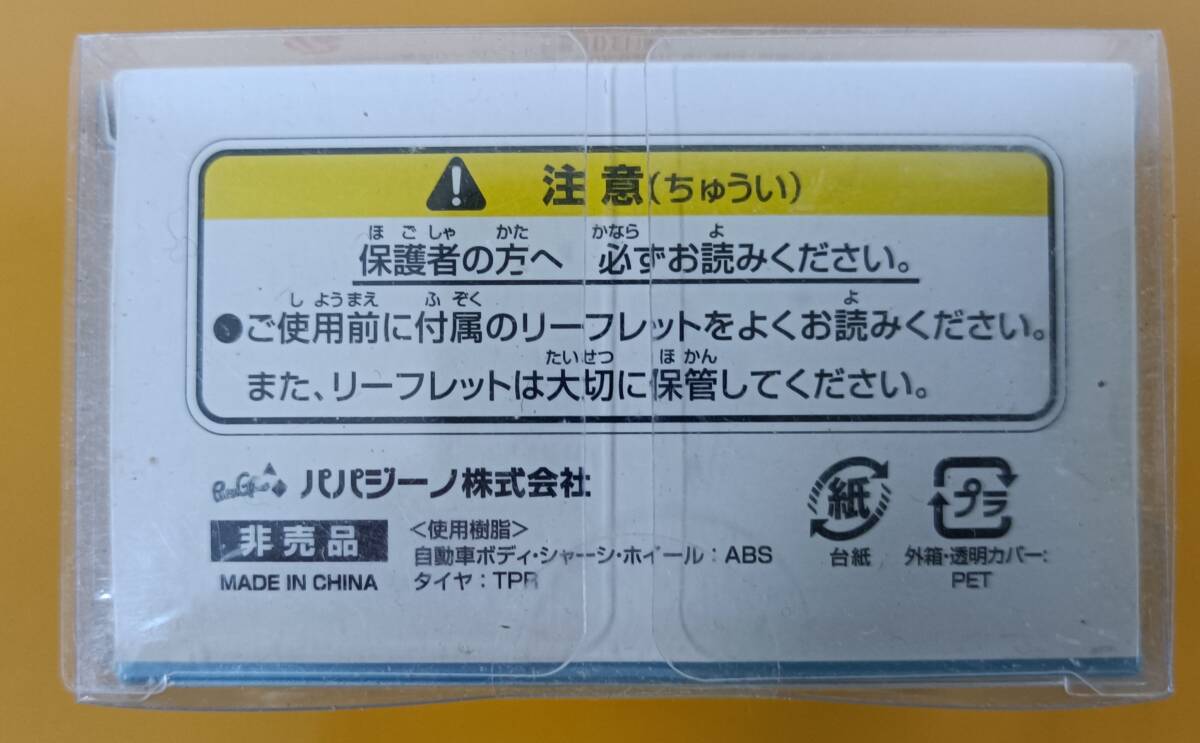 注意(ちゅうい)
ほごしゃ かた かなら よ
保護者の方へ 必ずお読みください。
しようまえ ふぞく よ
●ご使用前に付属のリーフレットをよくお読みください。
たいせつ ほかん
また、リーフレットは大切に保管してください。
パパジーノ株式会社
非売品
MADE IN CHINA
<使用樹脂>
自動車ボディ・シャーシ・ホイール:ABS
タイヤ:TPR
紙
台紙
プラ
外箱・透明カバー:
PET